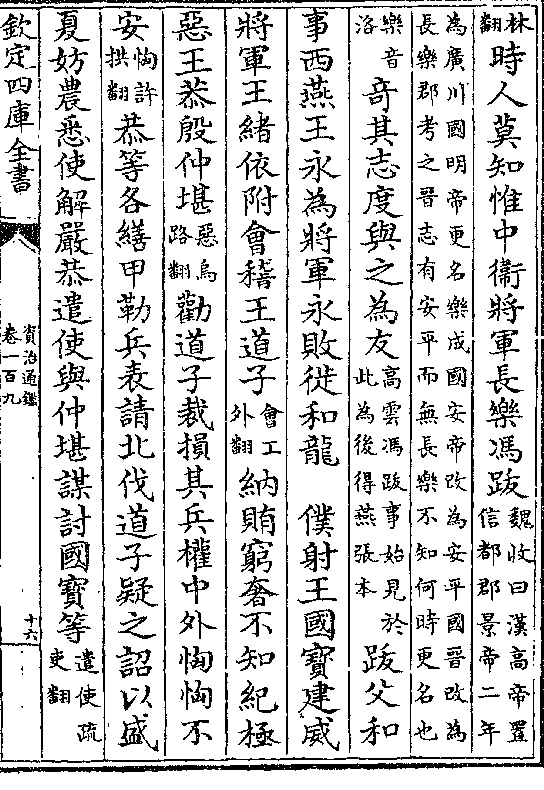 林翻時人莫知惟中衛將軍長樂馮跋魏收曰漢高帝置信都郡景帝二年
為廣川國明帝更名樂成國安帝改為安平國晉改為
長樂郡考之晉志有安平而無長樂不知何時更名也
樂音洛奇其志度與之為友高雲馮跋事始見於此為後得燕張本跋父和
事西燕王永為將軍永敗徙和龍　僕射王國寶建威
將軍王緒依附會稽王道子會工外翻納賄窮奢不知紀極
惡王恭殷仲堪惡烏路翻勸道子裁損其兵權中外恟恟不
安恟許拱翻恭等各繕甲勒兵表請北伐道子疑之詔以盛
夏妨農悉使解嚴恭遣使與仲堪謀討國寶等遣使疏吏翻
欽定四庫全書
資治通鑑
卷一百九
十六